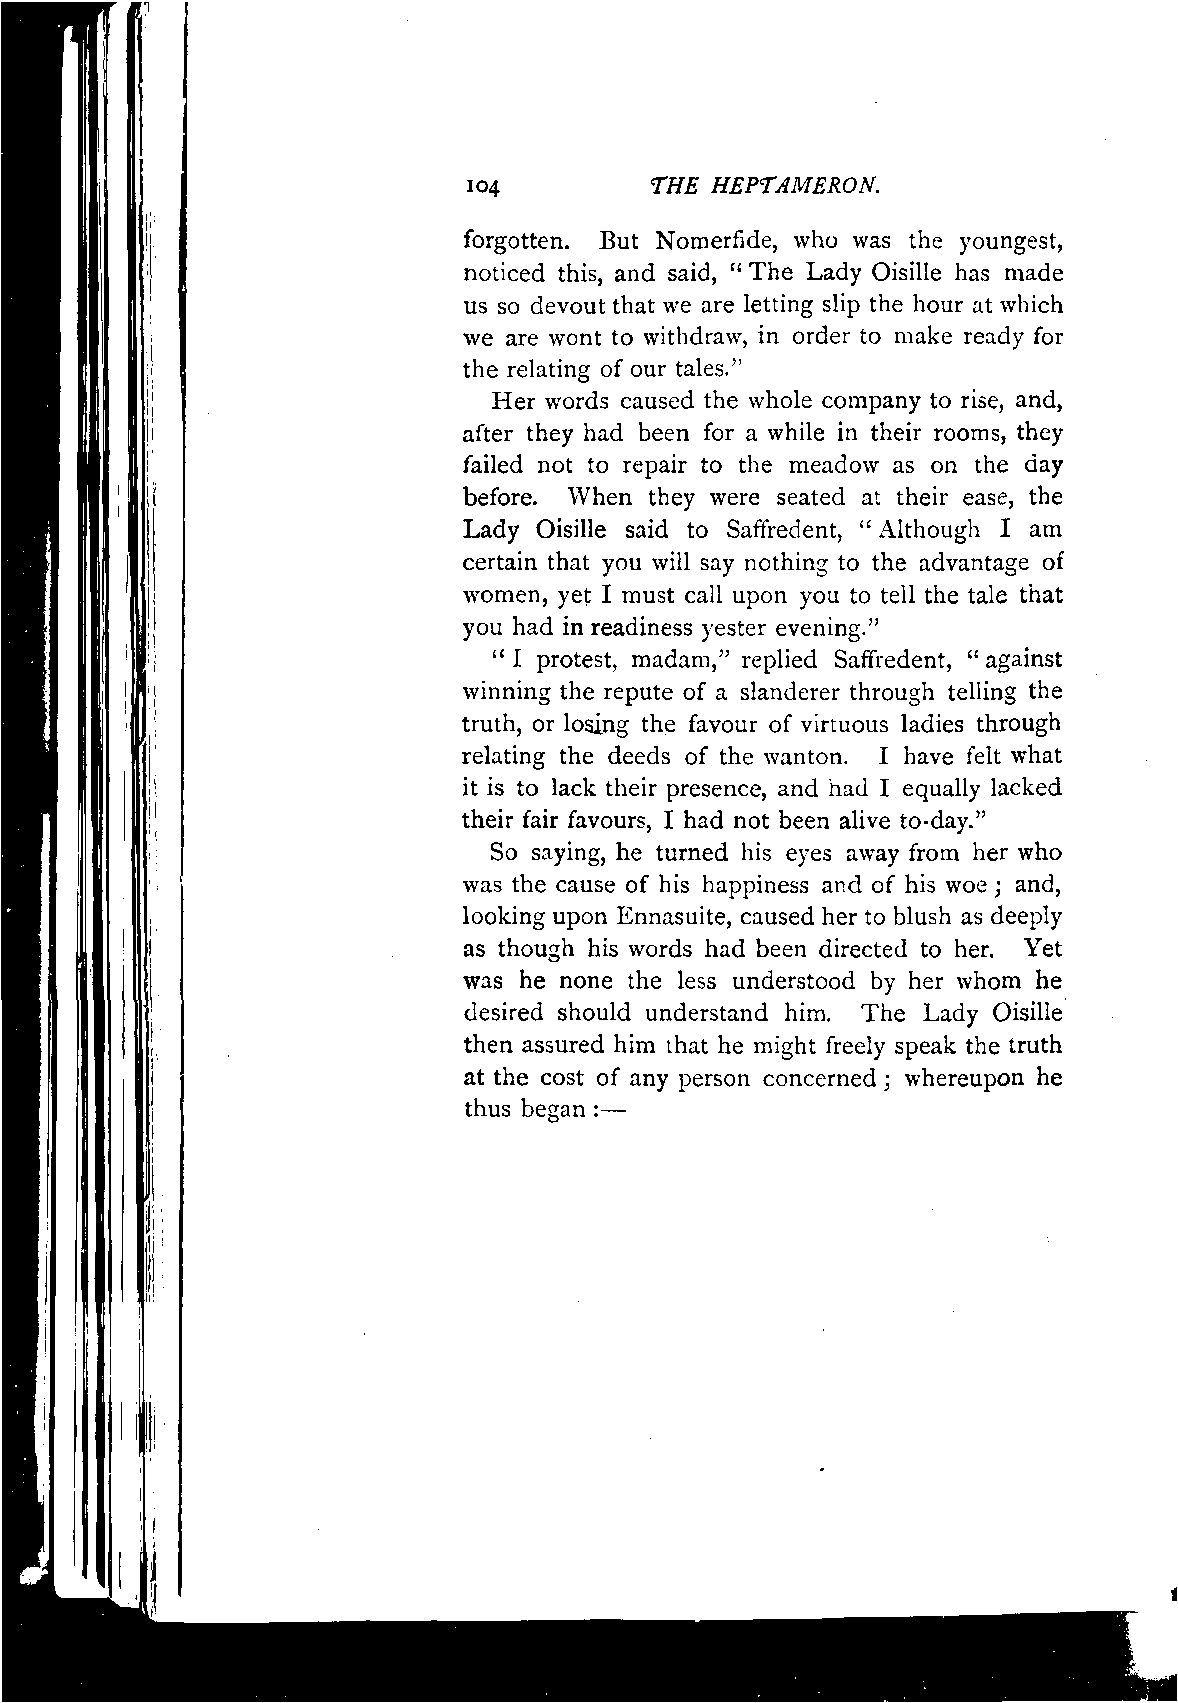 104 THE HEPTAMERON.
forgotten. But Nomerfide, who was the youngest,
noticed this, and said, “ The Lady Oisille has made
us so devout that we are letting slip the hour at which
we are wont to withdraw, in order to make ready for
the relating of our tales.”
Her words caused the whole company to rise, and,
after they had been for a while in their rooms, they
failed not to repair to the meadow as on the day
before. When they were seated at their ease, the
Lady Oisille said to Saffredent, “ Although I am
certain that you will say nothing to the advantage of
women, yet I must call upon you to tell the tale that
you had in readiness yester evening.”
“ I protest, madam,” replied Saffredent, “ against
winning the repute of a slanderer through telling the
truth, or losing the favour of virtuous ladies through
relating the deeds of the wanton. I have felt what
it is to lack their presence, and had I equally lacked
their fair favours, I had not been alive to-day.”
So saying, he turned his eyes away from her who
was the cause of his happiness and of his woe ; and,
looking upon Ennasuite, caused her to blush as deeply
as though his words had been directed to her. Yet
was he none the less understood by her whom he
desired should understand him. The Lady Oisille
then assured him that he might freely speak the truth
at the cost of any person concerned ; whereupon he
thus began :—